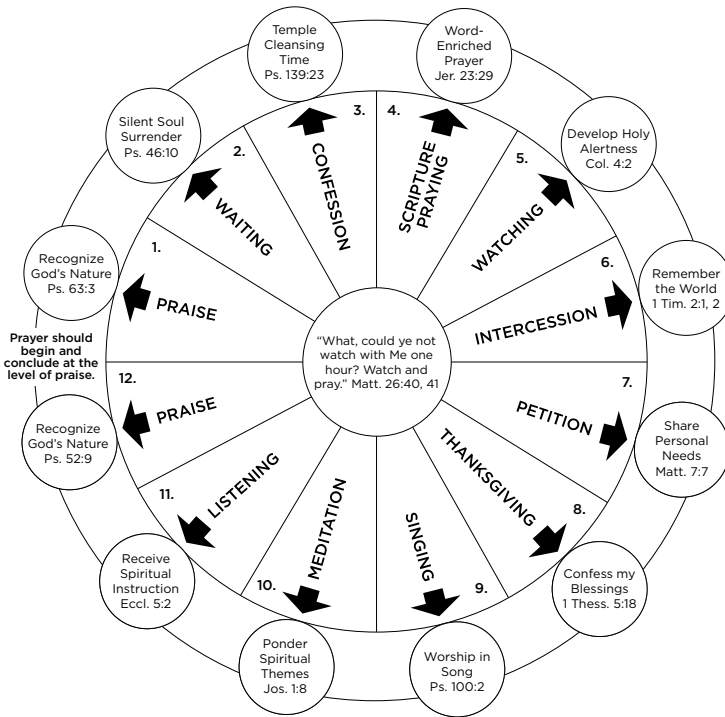 1.
PRAISE
Recognize
God's Nature
Ps. 63:3
2.
WAITING
Silent Soul
Surrender
Ps. 46:10
3.
CONFESSION
Temple
Cleansing
Time
Ps. 139:23
4.
SCRIPTURE
PRAYING
Word-
Enriched
Prayer
Jer. 23:29
5.
WATCHING
Develop Holy
Alertness
Col. 4:2
6.
INTERCESSION
Remember
the World
1 Tim. 2:1, 2
7.
PETITION
Share
Personal
Needs
Matt. 7:7
8.
THANKSGIVING
Confess my
Blessings
1 Thess. 5:18
9.
SINGING
Worship in
Song
Ps. 100:2
10.
MEDITATION
Ponder
Spiritual
Themes
Jos. 1:8
11.
LISTENING
Receive
Spiritual
Instruction
Eccl. 5:2
12.
PRAISE
Recognize
God's Nature
Ps. 52:9
Prayer should
begin and
conclude at the
level of praise.
“What, could ye not
watch with Me one
hour? Watch and
pray.” Matt. 26:40, 41